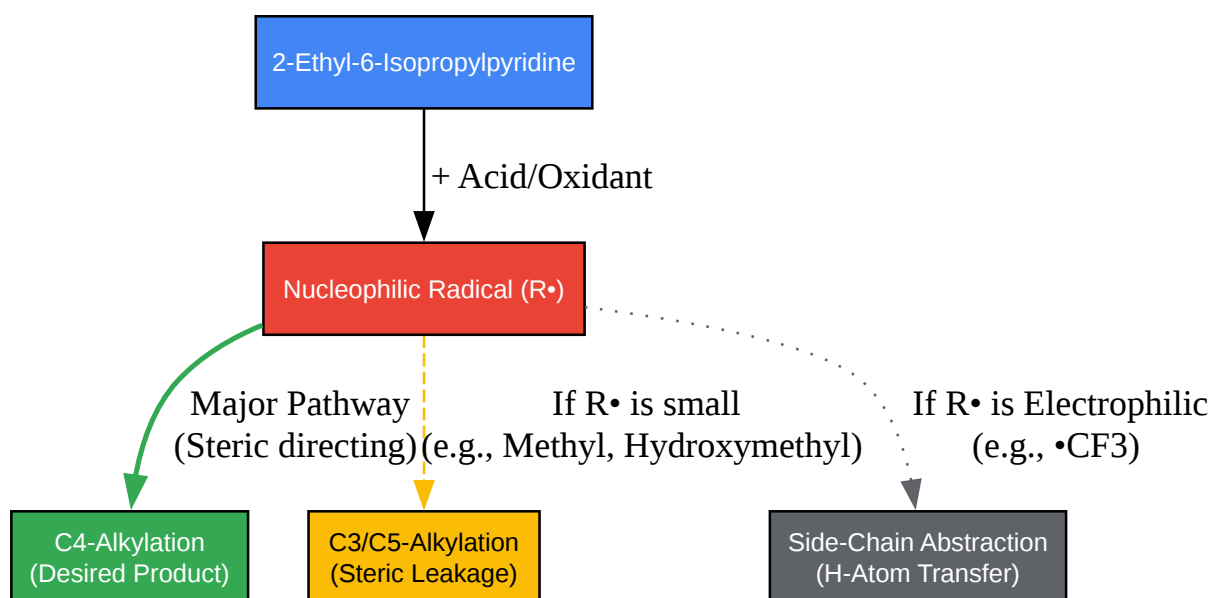 2-Ethyl-6-Isopropylpyridine
+ Acid/Oxidant
Nucleophilic Radical (R•)
Major Pathway
(Steric directing)
If R• is small
(e.g., Methyl, Hydroxymethyl)
If R• is Electrophilic
(e.g., •CF3)
C4-Alkylation
(Desired Product)
C3/C5-Alkylation
(Steric Leakage)
Side-Chain Abstraction
(H-Atom Transfer)